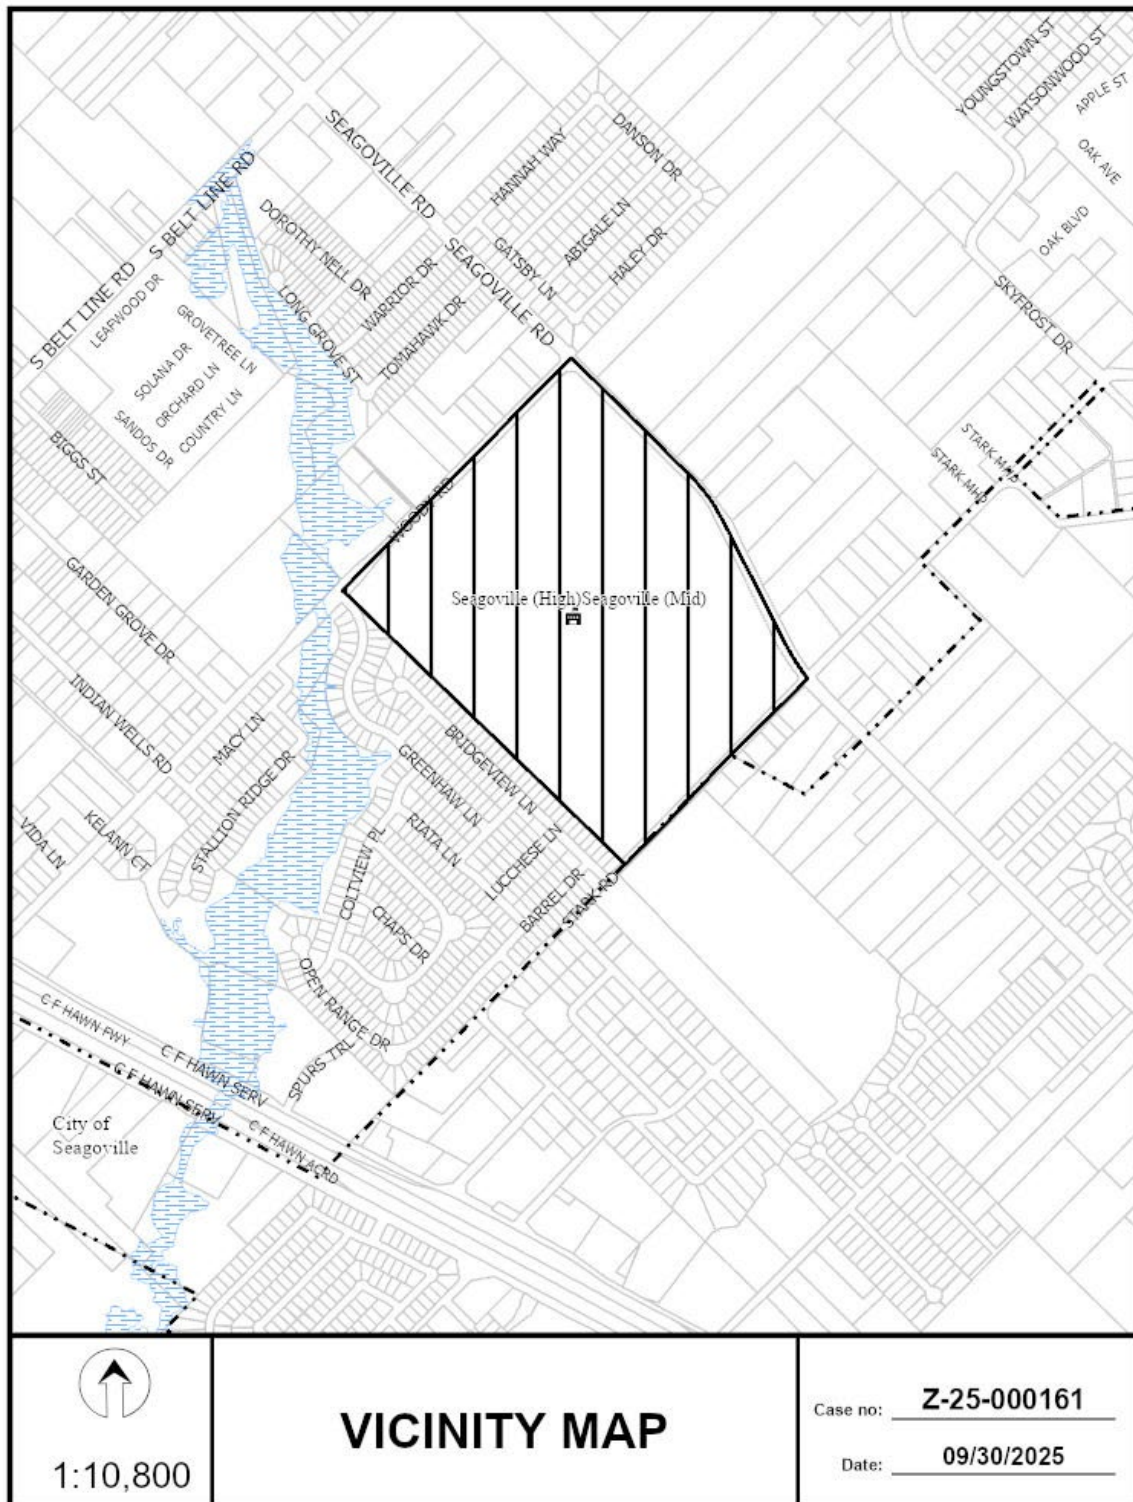 YOUNGSTOWN ST
WATSONWOOD ST
APPLE ST
OAK AVE
OAK BLVD
SKYFROST DR
STARK MHP
STARK MHP
SEAGOVILLE RD
HANNAH WAY
DANSON DR
S BELT LINE RD
DOROTHY NELL DR
SEAGOVILLE RD
GATSBY LN
ABIGALE LN
HALEY DR
WARRIOR DR
TOMAHAWK DR
LONG GROVE ST
S BELT LINE RD
LEAFWOOD DR
GROVETREE LN
SOLANA DR
ORCHARD LN
COUNTRY LN
SANDOS DR
BIGGS ST
WOODY RD
Seagoville (High)Seagoville (Mid)
GARDEN GROVE DR
INDIAN WELLS RD
MACY LN
STALLION RIDGE DR
KELANN CT
VIDA LN
BRIDGEVIEW LN
GREENHAW LN
RIATA LN
LUCCHESE LN
COLTVIEW PL
BARREL DR
STARK RD
CHAPS DR
OPEN RANGE DR
SPURS TRL
C F HAWN FWY
C F HAWN SERV
C F HAWN SERV
C F HAWN ACRD
City of
Seagoville
1:10,800
VICINITY MAP
Case no: Z-25-000161
Date: 09/30/2025